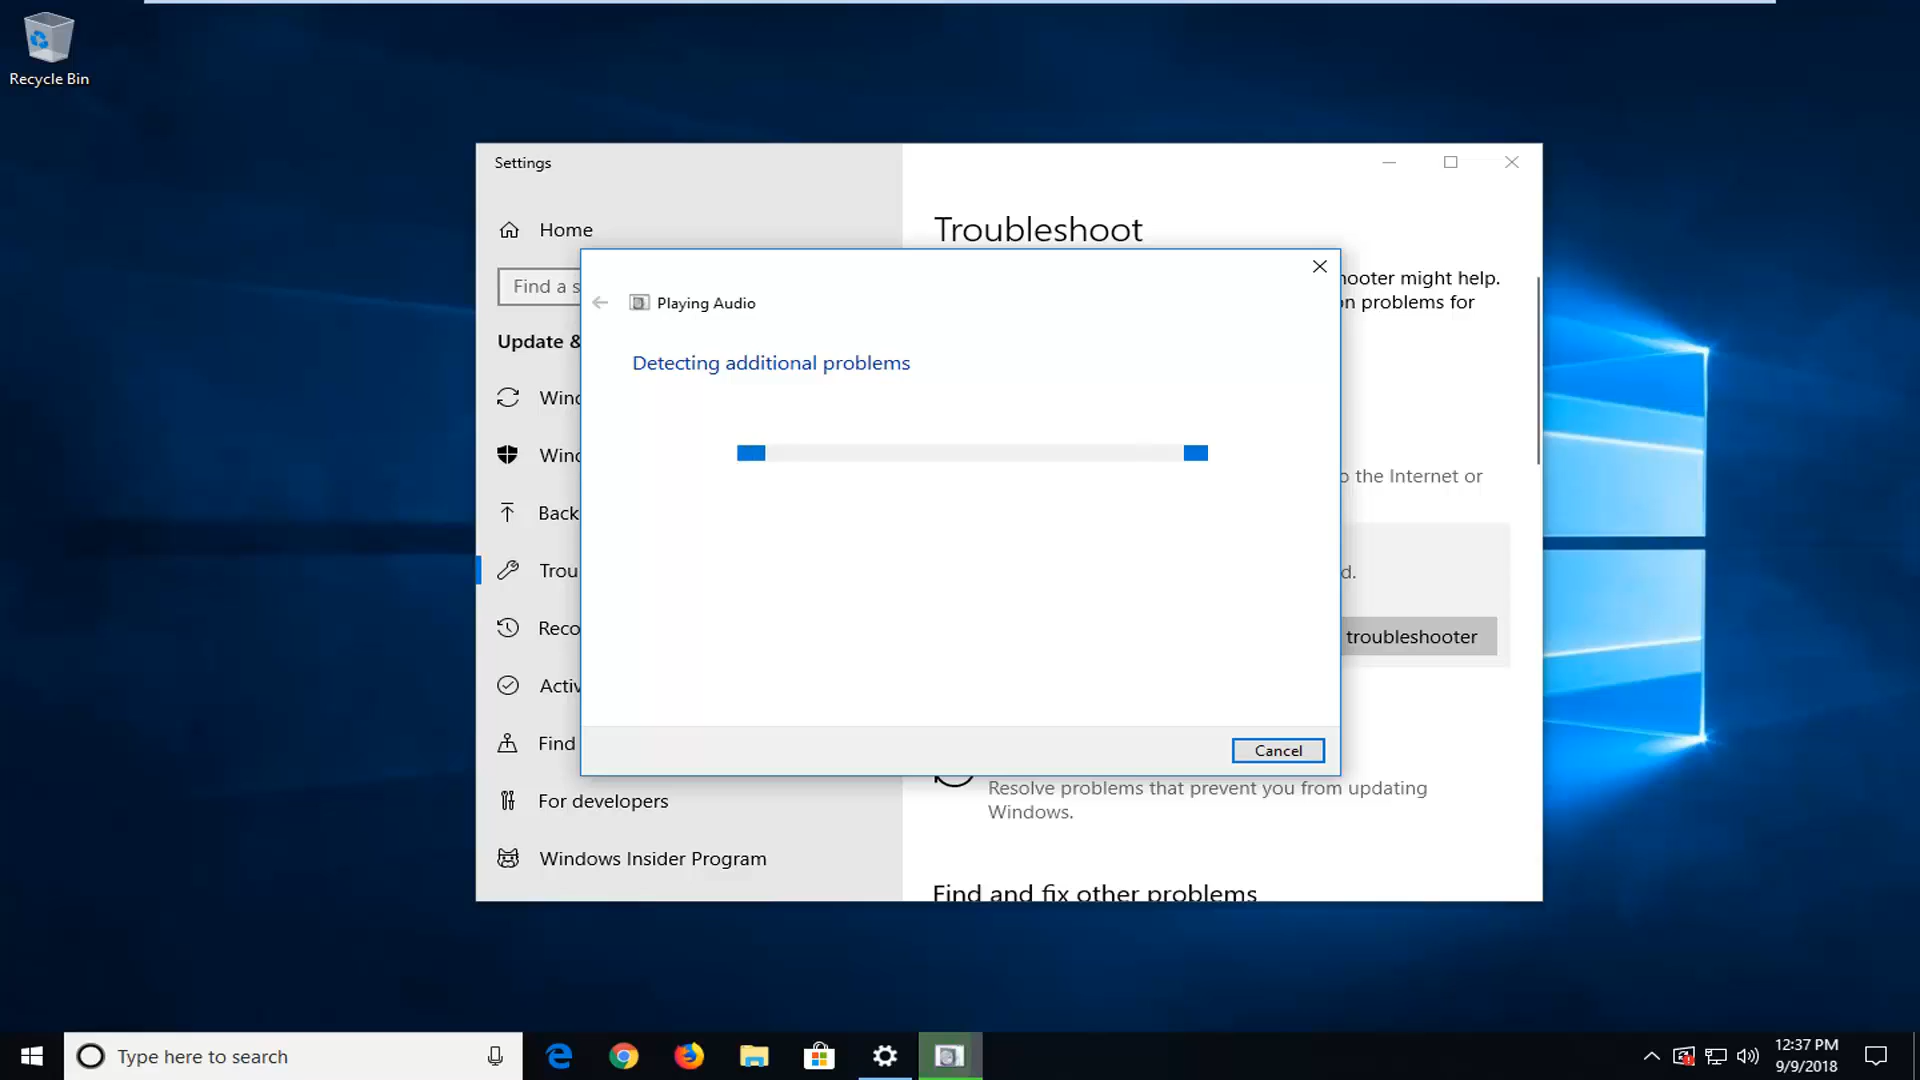 Recycle Bin
Settings
Home
Find a s
Update &
Wind
Wind
Back
Trou
Reco
Activ
Find
For developers
Windows Insider Program
Troubleshoot
hooter might help.
n problems for
o the Internet or
d.
troubleshooter
Resolve problems that prevent you from updating
Windows.
Find and fix other problems
Playing Audio
Detecting additional problems
Cancel
Type here to search
12:37 PM
9/9/2018